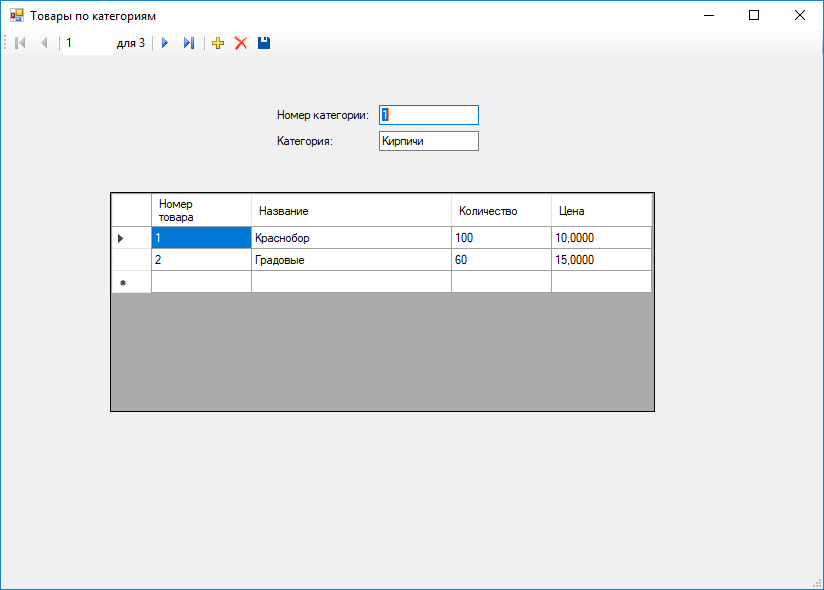 Товары по категориям
1 для 3
Номер категории: 1
Категория: Кирпичи
Номер товара Название Количество Цена
1 Краснобор 100 10,0000
2 Градовые 60 15,0000